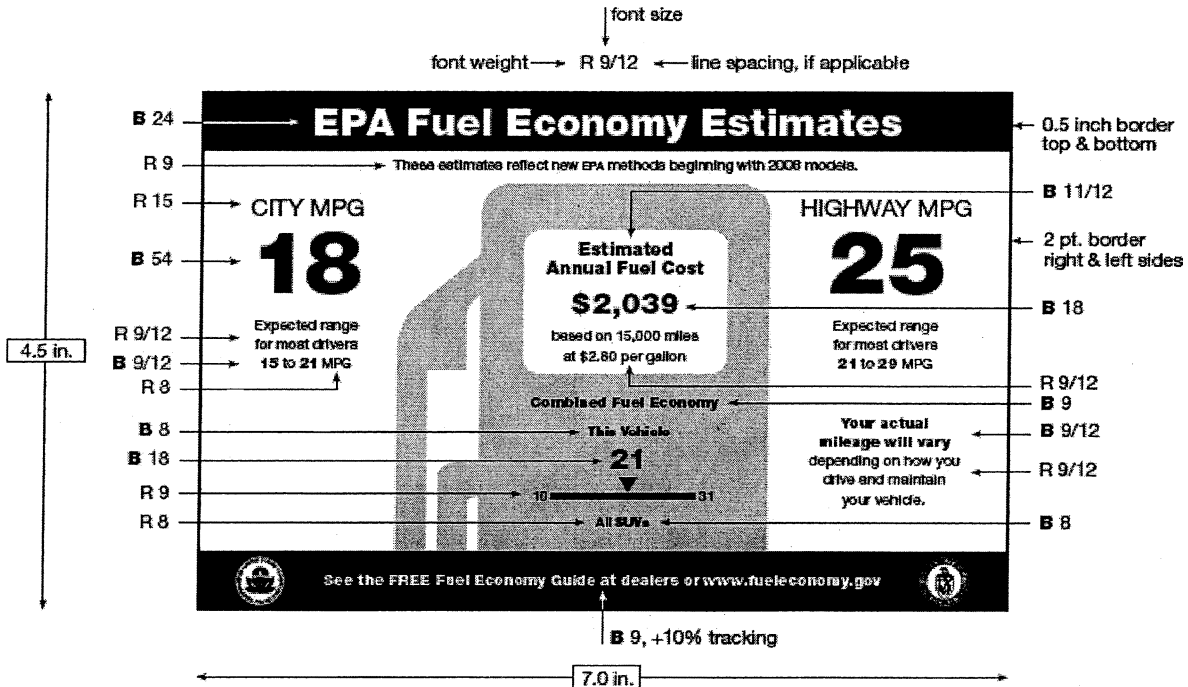 font size
font weight R 9/12 line spacing, if applicable
B 24
EPA Fuel Economy Estimates
0.5 inch border
top & bottom
R 9
These estimates reflect new EPA methods beginning with 2008 models.
R 15
CITY MPG
HIGHWAY MPG
B 11/12
B 54
18
Estimated
Annual Fuel Cost
25
2 pt. border
right & left sides
$2,039
B 18
R 9/12
Expected range
for most drivers
based on 15,000 miles
at $2.80 per gallon
Expected range
for most drivers
B 9/12
15 to 21 MPG
21 to 29 MPG
R 8
R 9/12
Combined Fuel Economy
B 9
B 8
This Vehicle
Your actual
mileage will vary
B 9/12
B 18
21
depending on how you
drive and maintain
your vehicle.
R 9/12
R 9
10 31
R 8
All SUVs
B 8
4.5 in.
See the FREE Fuel Economy Guide at dealers or www.fueleconomy.gov
B 9, +10% tracking
7.0 in.